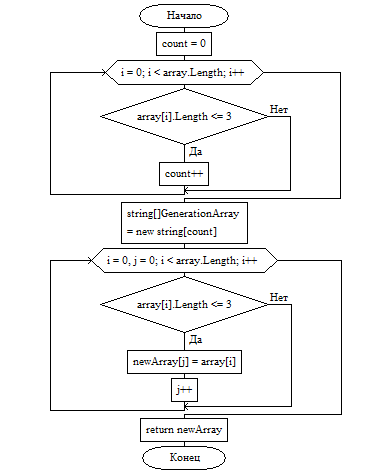 Начало
count = 0
i = 0; i < array.Length; i++
array[i].Length <= 3
Нет
Да
count++
string[]GenerationArray
= new string[count]
i = 0, j = 0; i < array.Length; i++
array[i].Length <= 3
Нет
Да
newArray[j] = array[i]
j++
return newArray
Конец